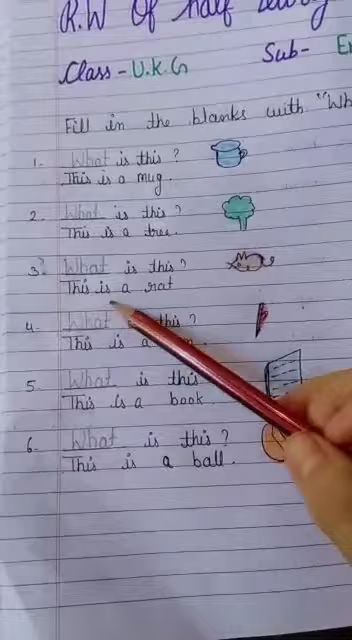 R.W Of half
Class - U.K.G Sub-
Fill in the blanks with "Wh
1. What is this ?
This is a mug.
2. What is this ?
This is a tree.
3. What is this ?
This is a rat
4. What this ?
This is a
5. What is this
This is a book.
6. What is this ?
This is a ball.